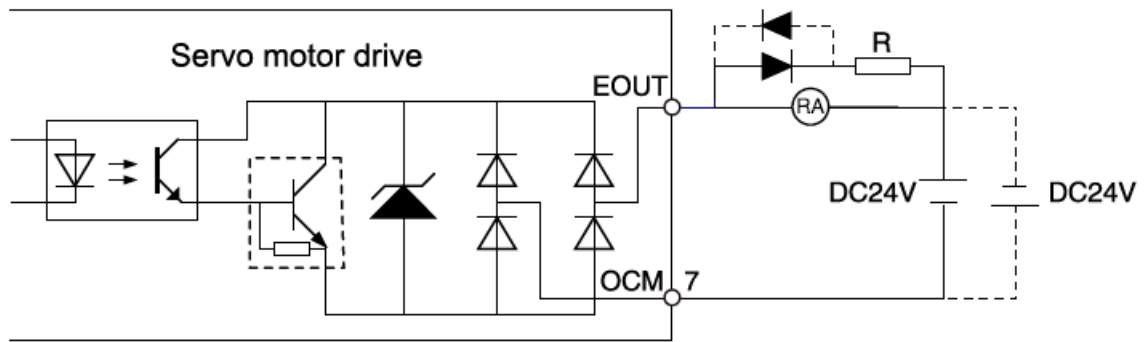 Servo motor drive
R
EOUT
RA
DC24V
DC24V
OCM
7